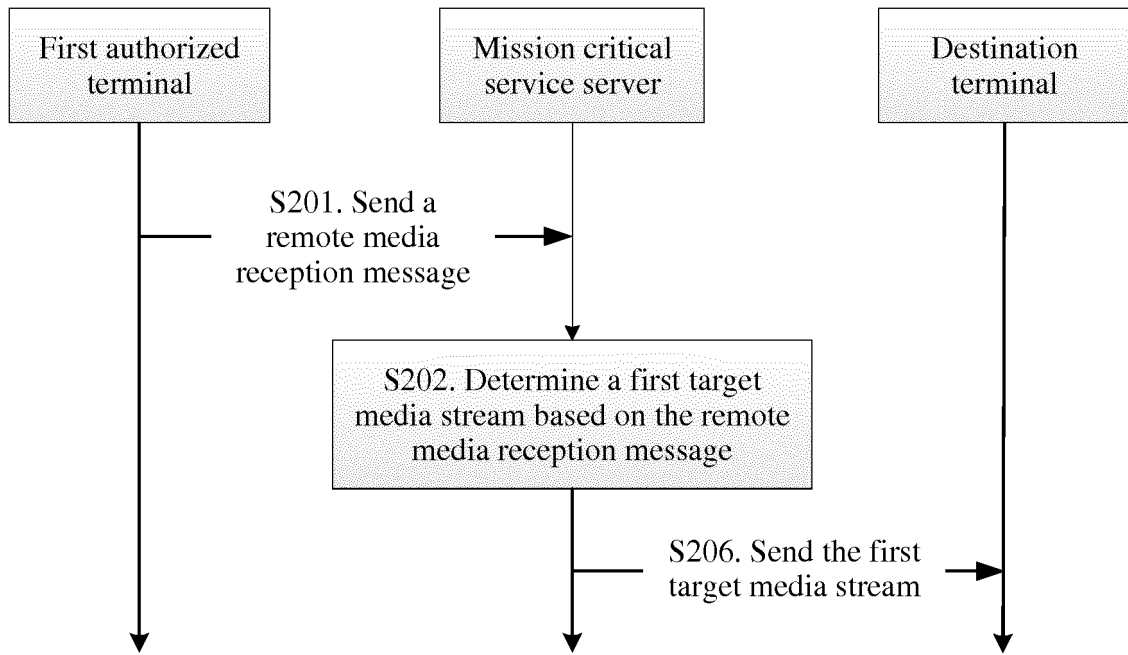 First authorized
terminal
Mission critical
service server
Destination
terminal
S201. Send a
remote media
reception message
S202. Determine a first target
media stream based on the remote
media reception message
S206. Send the first
target media stream